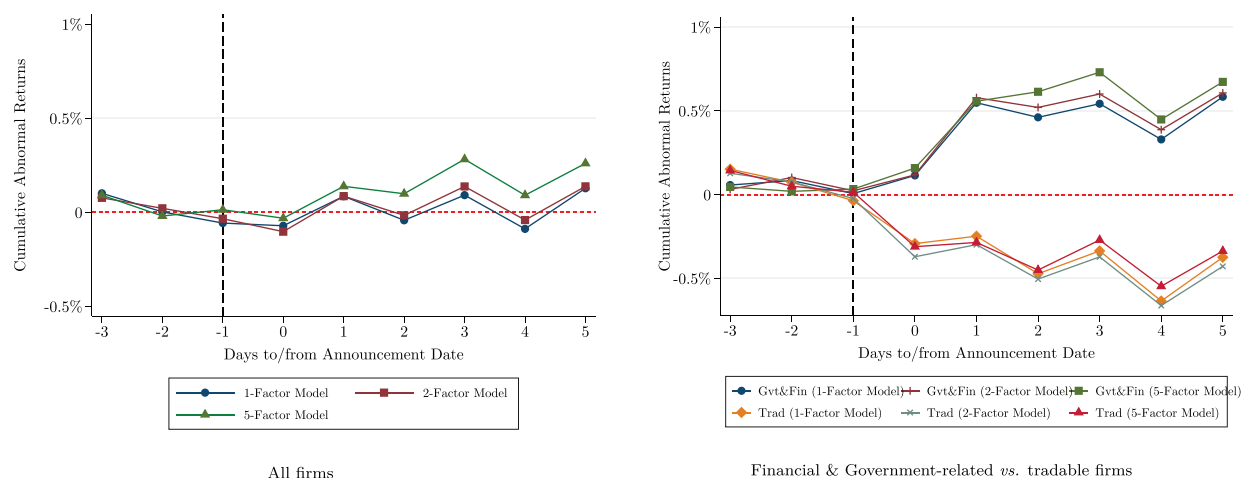 Cumulative Abnormal Returns
1%
0.5%
0
-0.5%
-3 -2 -1 0 1 2 3 4 5
Days to/from Announcement Date
1-Factor Model 2-Factor Model
5-Factor Model
All firms
Cumulative Abnormal Returns
1%
0.5%
0
-0.5%
-3 -2 -1 0 1 2 3 4 5
Days to/from Announcement Date
Gvt&Fin (1-Factor Model) Gvt&Fin (2-Factor Model) Gvt&Fin (5-Factor Model)
Trad (1-Factor Model) Trad (2-Factor Model) Trad (5-Factor Model)
Financial & Government-related vs. tradable firms